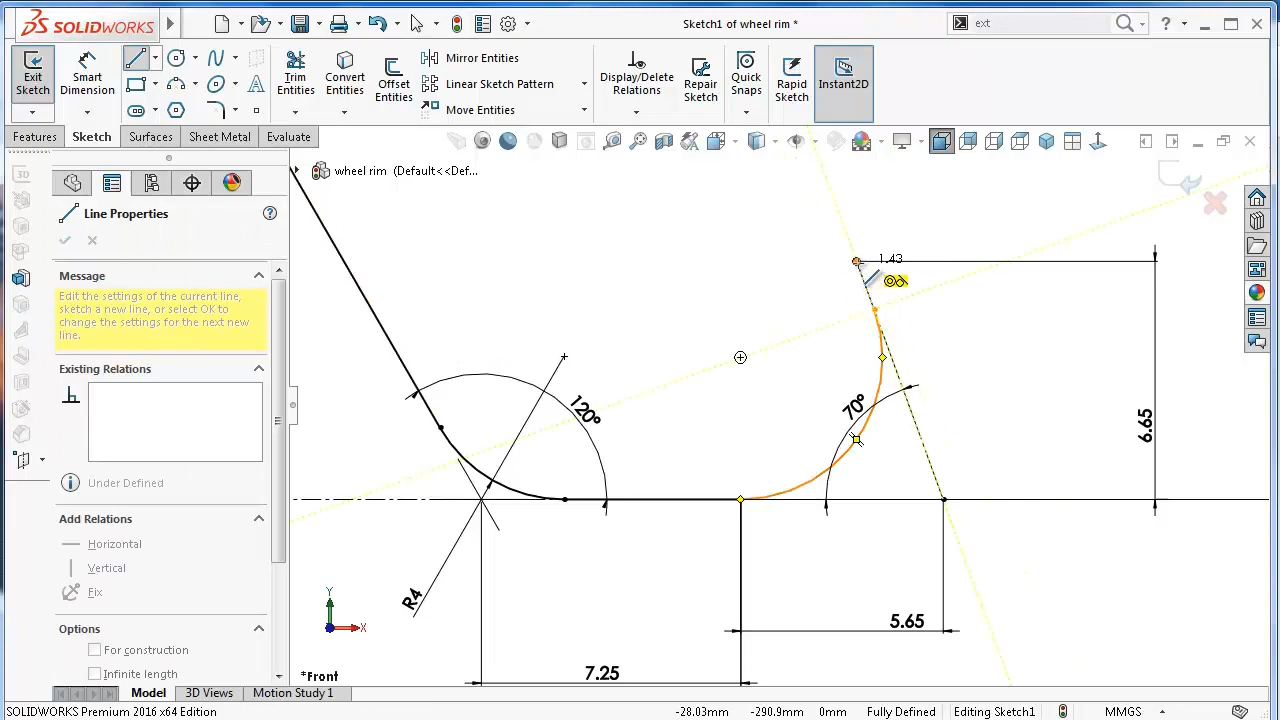 SOLIDWORKS
Sketch1 of wheel rim *
ext
Exit Sketch
Smart Dimension
Trim Entities
Convert Entities
Offset Entities
Mirror Entities
Linear Sketch Pattern
Move Entities
Display/Delete Relations
Repair Sketch
Quick Snaps
Rapid Sketch
Instant2D
Features
Sketch
Surfaces
Sheet Metal
Evaluate
wheel rim (Default<<Def...
Line Properties
Message
Edit the settings of the current line,
sketch a new line, or select OK to
change the settings for the next new
line.
Existing Relations
Under Defined
Add Relations
Horizontal
Vertical
Fix
Options
For construction
Infinite length
1.43
120°
70°
6.65
R4
5.65
7.25
Y
X
*Front
Model
3D Views
Motion Study 1
SOLIDWORKS Premium 2016 x64 Edition
-28.03mm
-290.9mm
0mm
Fully Defined
Editing Sketch1
MMGS